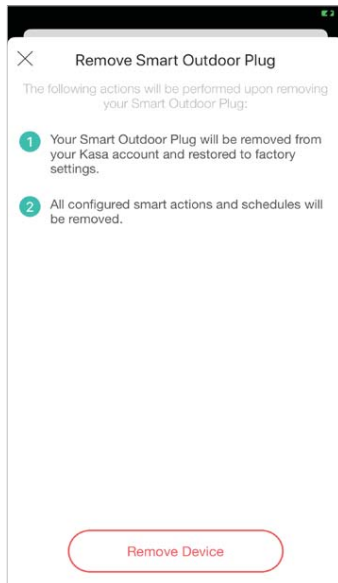 Remove Smart Outdoor Plug
The following actions will be performed upon removing
your Smart Outdoor Plug:
1 Your Smart Outdoor Plug will be removed from
your Kasa account and restored to factory
settings.
2 All configured smart actions and schedules will
be removed.
Remove Device